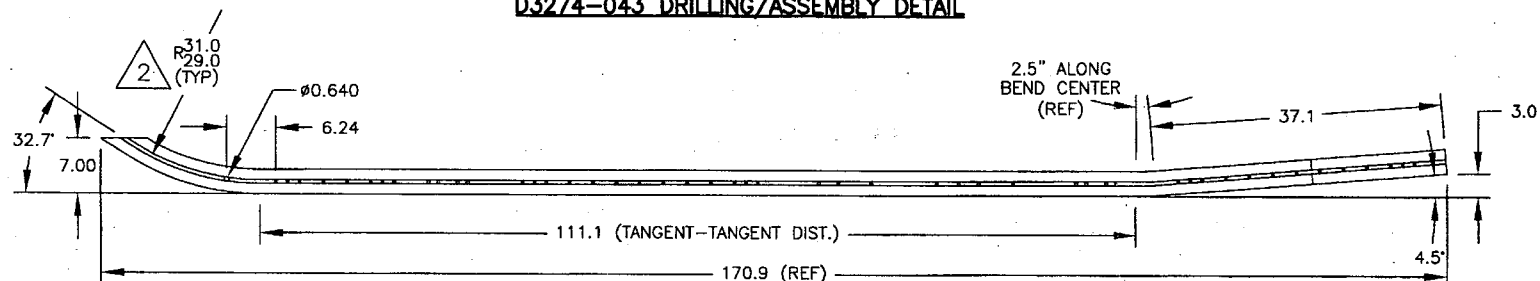 D3274-043 DRILLING/ASSEMBLY DETAIL
2
R31.0
29.0
(TYP)
Ø0.640
6.24
32.7°
7.00
2.5" ALONG
BEND CENTER
(REF)
37.1
3.0
111.1 (TANGENT-TANGENT DIST.)
4.5°
170.9 (REF)